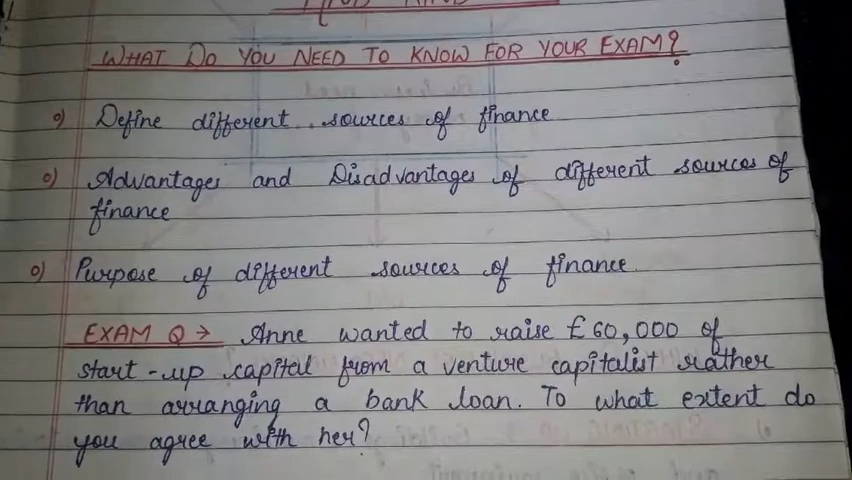 WHAT DO YOU NEED TO KNOW FOR YOUR EXAM?
o) Define different sources of finance
o) Advantages and Disadvantages of different sources of
finance
o) Purpose of different sources of finance
EXAM Q → Anne wanted to raise £60,000 of
start-up capital from a venture capitalist rather
than arranging a bank loan. To what extent do
you agree with her?